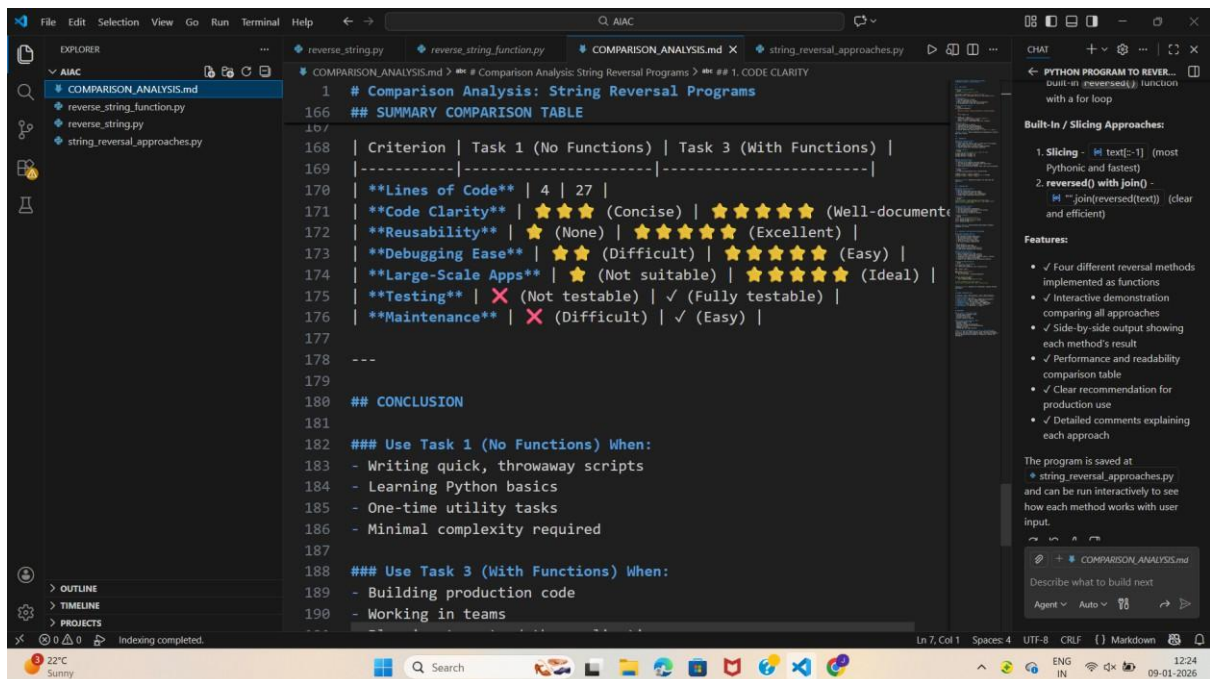 File Edit Selection View Go Run Terminal Help
AIAC
EXPLORER
AIAC
COMPARISON_ANALYSIS.md
reverse_string_function.py
reverse_string.py
string_reversal_approaches.py
OUTLINE
TIMELINE
PROJECTS
reverse_string.py reverse_string_function.py COMPARISON_ANALYSIS.md string_reversal_approaches.py
COMPARISON_ANALYSIS.md > # Comparison Analysis: String Reversal Programs > ## 1. CODE CLARITY
1 # Comparison Analysis: String Reversal Programs
166 ## SUMMARY COMPARISON TABLE
167
168 | Criterion | Task 1 (No Functions) | Task 3 (With Functions) |
169 |-----------|----------------------|-------------------------|
170 | **Lines of Code** | 4 | 27 |
171 | **Code Clarity** | ⭐⭐⭐ (Concise) | ⭐⭐⭐⭐⭐ (Well-documente
172 | **Reusability** | ⭐ (None) | ⭐⭐⭐⭐⭐ (Excellent) |
173 | **Debugging Ease** | ⭐⭐ (Difficult) | ⭐⭐⭐⭐⭐ (Easy) |
174 | **Large-Scale Apps** | ⭐ (Not suitable) | ⭐⭐⭐⭐⭐ (Ideal) |
175 | **Testing** | ❌ (Not testable) | ✓ (Fully testable) |
176 | **Maintenance** | ❌ (Difficult) | ✓ (Easy) |
177
178 ---
179
180 ## CONCLUSION
181
182 ### Use Task 1 (No Functions) When:
183 - Writing quick, throwaway scripts
184 - Learning Python basics
185 - One-time utility tasks
186 - Minimal complexity required
187
188 ### Use Task 3 (With Functions) When:
189 - Building production code
190 - Working in teams
CHAT
PYTHON PROGRAM TO REVER...
built-in reversed() function
with a for loop
Built-In / Slicing Approaches:
1. Slicing - text[::-1] (most
Pythonic and fastest)
2. reversed() with join() -
"".join(reversed(text)) (clear
and efficient)
Features:
• ✓ Four different reversal methods
implemented as functions
• ✓ Interactive demonstration
comparing all approaches
• ✓ Side-by-side output showing
each method's result
• ✓ Performance and readability
comparison table
• ✓ Clear recommendation for
production use
• ✓ Detailed comments explaining
each approach
The program is saved at
string_reversal_approaches.py
and can be run interactively to see
how each method works with user
input.
COMPARISON_ANALYSIS.md
Describe what to build next
Agent Auto
0 0 0 Indexing completed.
Ln 7, Col 1 Spaces: 4 UTF-8 CRLF {} Markdown
3
22°C
Sunny
Search
ENG
IN
12:24
09-01-2026